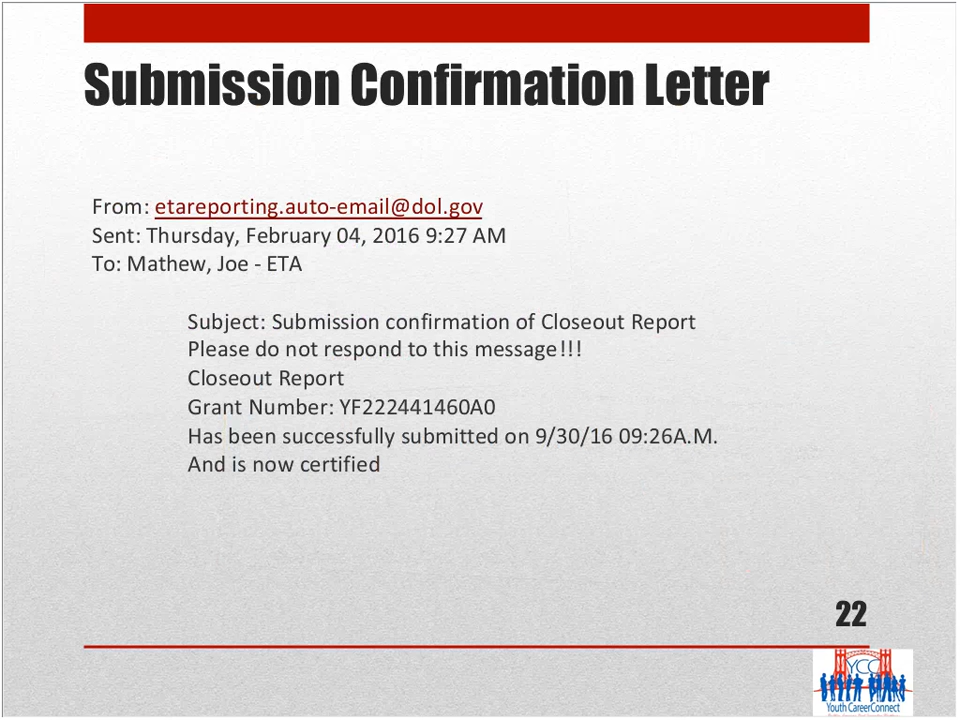 Submission Confirmation Letter
From: etareporting.auto-email@dol.gov
Sent: Thursday, February 04, 2016 9:27 AM
To: Mathew, Joe - ETA
Subject: Submission confirmation of Closeout Report
Please do not respond to this message!!!
Closeout Report
Grant Number: YF222441460A0
Has been successfully submitted on 9/30/16 09:26A.M.
And is now certified
22
YCC
Youth CareerConnect